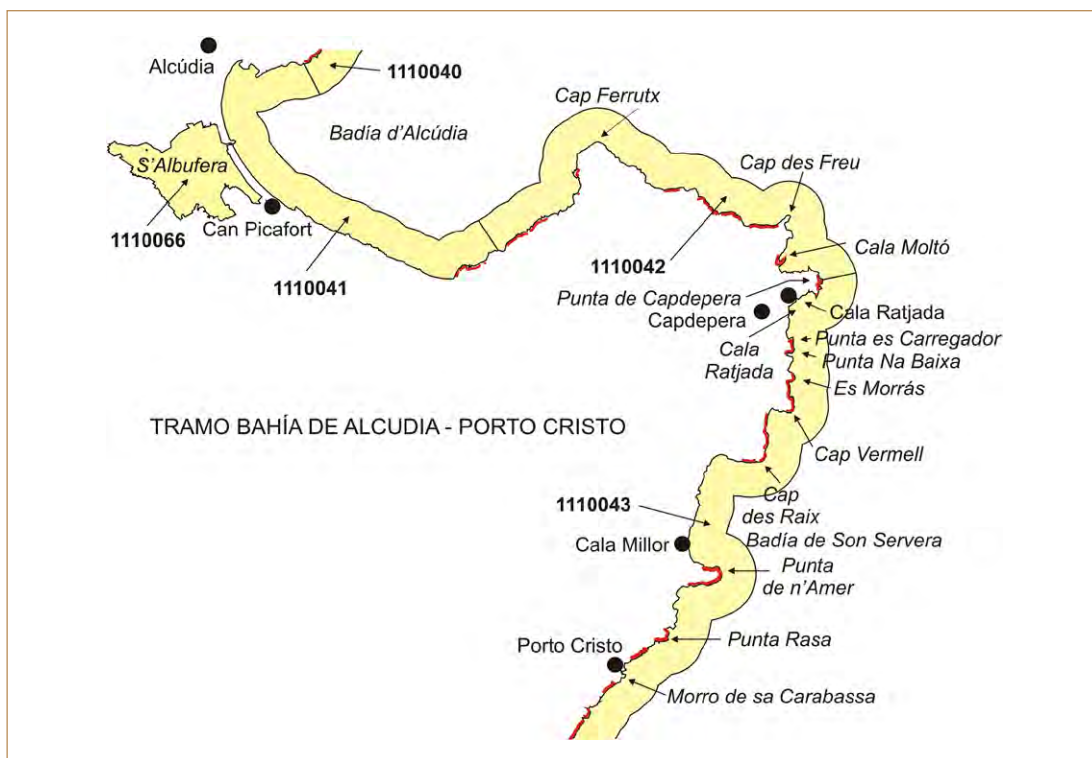 Alcúdia
1110040
Badía d'Alcúdia
Cap Ferrutx
S'Albufera
Cap des Freu
Can Picafort
1110066
1110041
1110042
Cala Moltó
Punta de Capdepera
Capdepera
Cala Ratjada
Cala
Ratjada
Punta es Carregador
Punta Na Baixa
Es Morrás
TRAMO BAHÍA DE ALCUDIA - PORTO CRISTO
Cap Vermell
Cap
des Raix
1110043
Badía de Son Servera
Cala Millor
Punta
de n'Amer
Punta Rasa
Porto Cristo
Morro de sa Carabassa